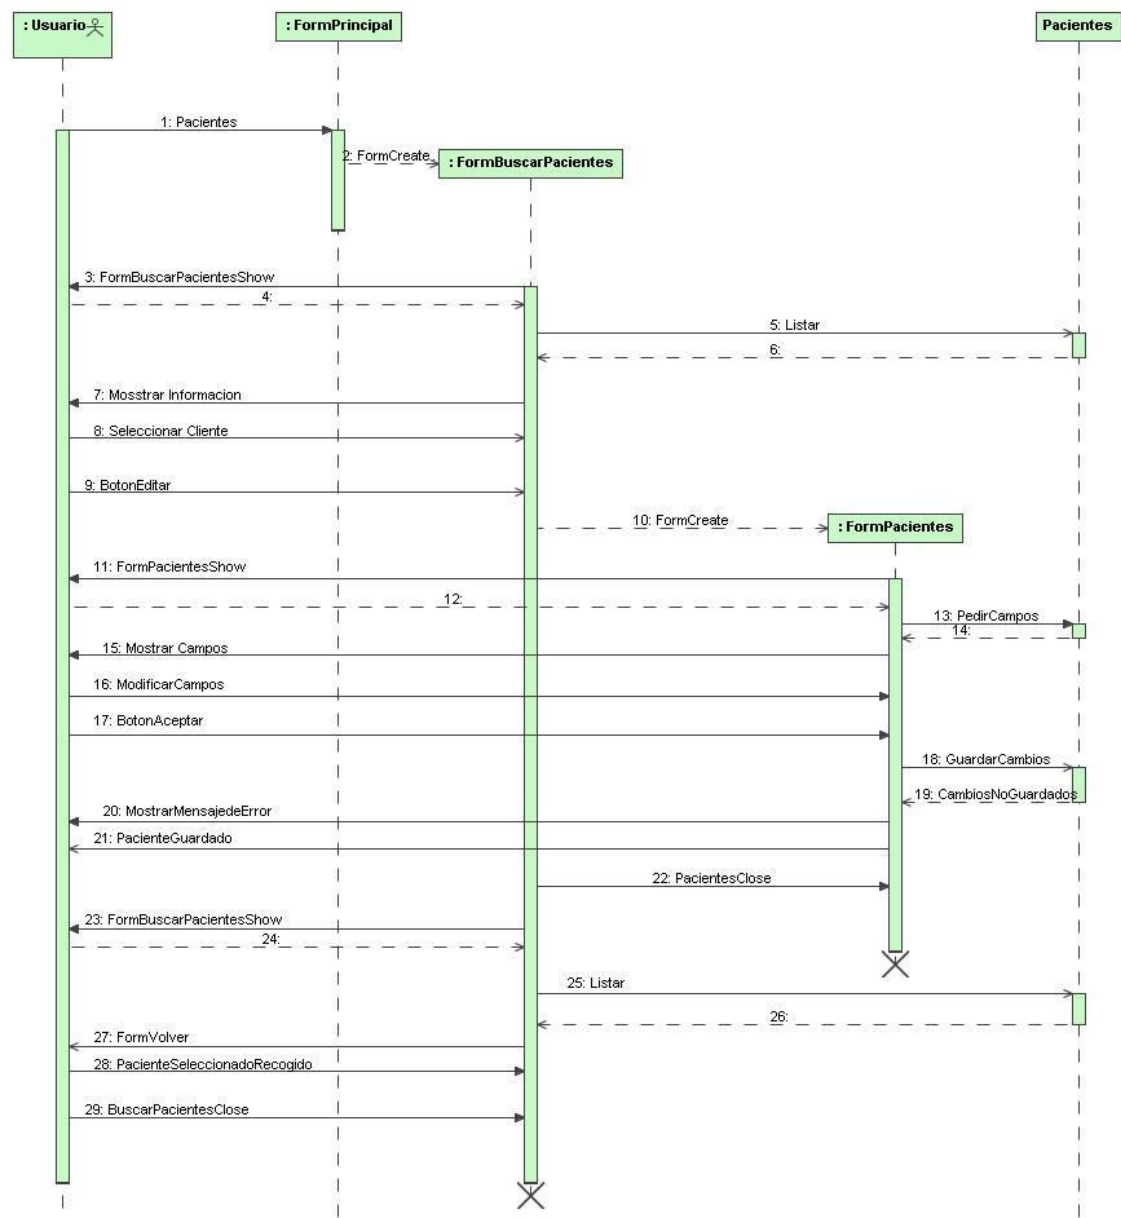 : Usuario
: FormPrincipal
Pacientes
1: Pacientes
2: FormCreate
: FormBuscarPacientes
3: FormBuscarPacientesShow
4:
5: Listar
6:
7: Mosstrar Informacion
8: Seleccionar Cliente
9: BotonEditar
10: FormCreate
: FormPacientes
11: FormPacientesShow
12:
13: PedirCampos
14:
15: Mostrar Campos
16: ModificarCampos
17: BotonAceptar
18: GuardarCambios
19: CambiosNoGuardados
20: MostrarMensajedeError
21: PacienteGuardado
22: PacientesClose
23: FormBuscarPacientesShow
24:
25: Listar
26:
27: FormVolver
28: PacienteSeleccionadoRecogido
29: BuscarPacientesClose